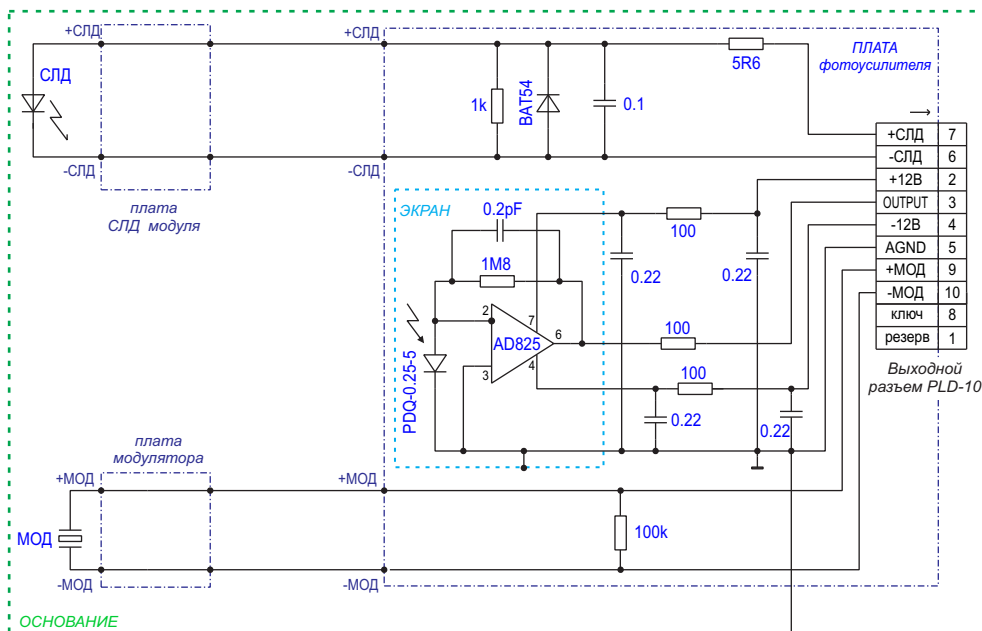 +СЛД
+СЛД
ПЛАТА
фотоусилителя
5R6
СЛД
1k
BAT54
0.1
+СЛД 7
-СЛД 6
+12В 2
OUTPUT 3
-12В 4
AGND 5
+МОД 9
-МОД 10
ключ 8
резерв 1
Выходной
разъем PLD-10
-СЛД
-СЛД
плата
СЛД модуля
ЭКРАН
0.2pF
1M8
100
0.22
0.22
2
7
AD825
6
3
4
100
PDQ-0.25-5
100
0.22
0.22
плата
модулятора
+МОД
+МОД
МОД
100k
-МОД
-МОД
ОСНОВАНИЕ